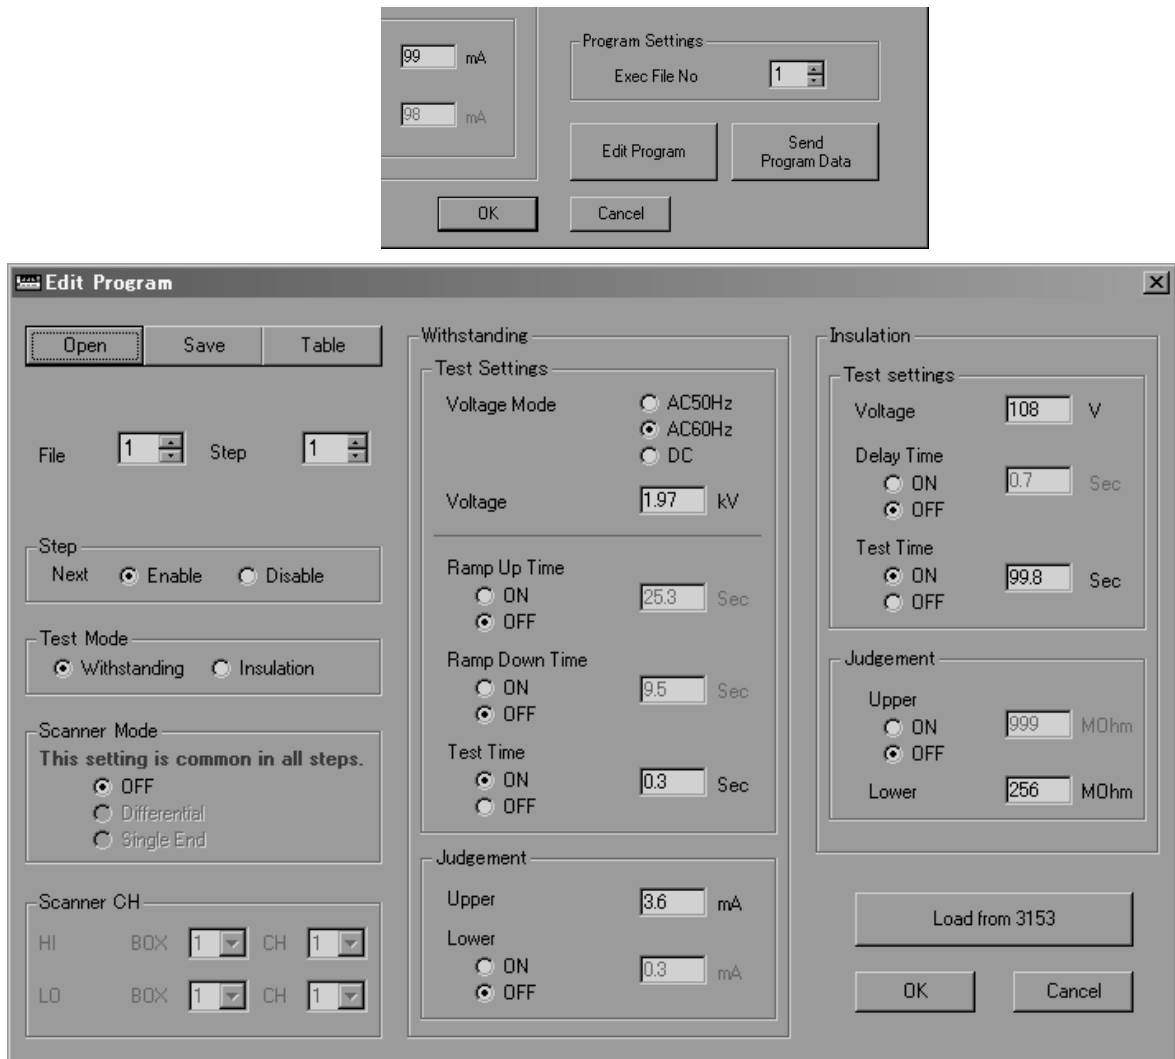 99 mA
98 mA
Program Settings
Exec File No 1
Edit Program
Send
Program Data
OK
Cancel
Edit Program
Open Save Table
File 1 Step 1
Step
Next Enable Disable
Test Mode
Withstanding Insulation
Scanner Mode
This setting is common in all steps.
OFF
Differential
Single End
Scanner CH
HI BOX 1 CH 1
LO BOX 1 CH 1
Withstanding
Test Settings
Voltage Mode AC50Hz
AC60Hz
DC
Voltage 1.97 kV
Ramp Up Time
ON 25.3 Sec
OFF
Ramp Down Time
ON 9.5 Sec
OFF
Test Time
ON 0.3 Sec
OFF
Judgement
Upper 3.6 mA
Lower
ON 0.3 mA
OFF
Insulation
Test settings
Voltage 108 V
Delay Time
ON 0.7 Sec
OFF
Test Time
ON 99.8 Sec
OFF
Judgement
Upper
ON 999 MOhm
OFF
Lower 256 MOhm
Load from 3153
OK Cancel